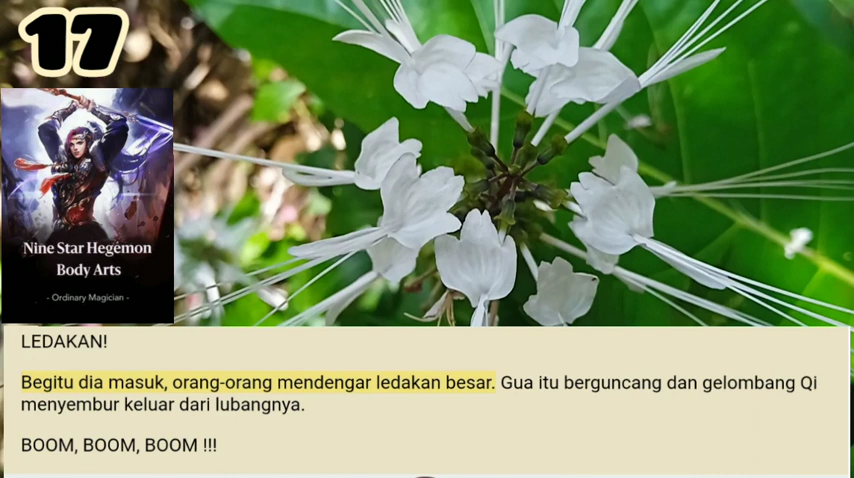 17
Nine Star Hegemon
Body Arts
- Ordinary Magician -
LEDAKAN!
Begitu dia masuk, orang-orang mendengar ledakan besar. Gua itu berguncang dan gelombang Qi
menyembur keluar dari lubangnya.
BOOM, BOOM, BOOM !!!